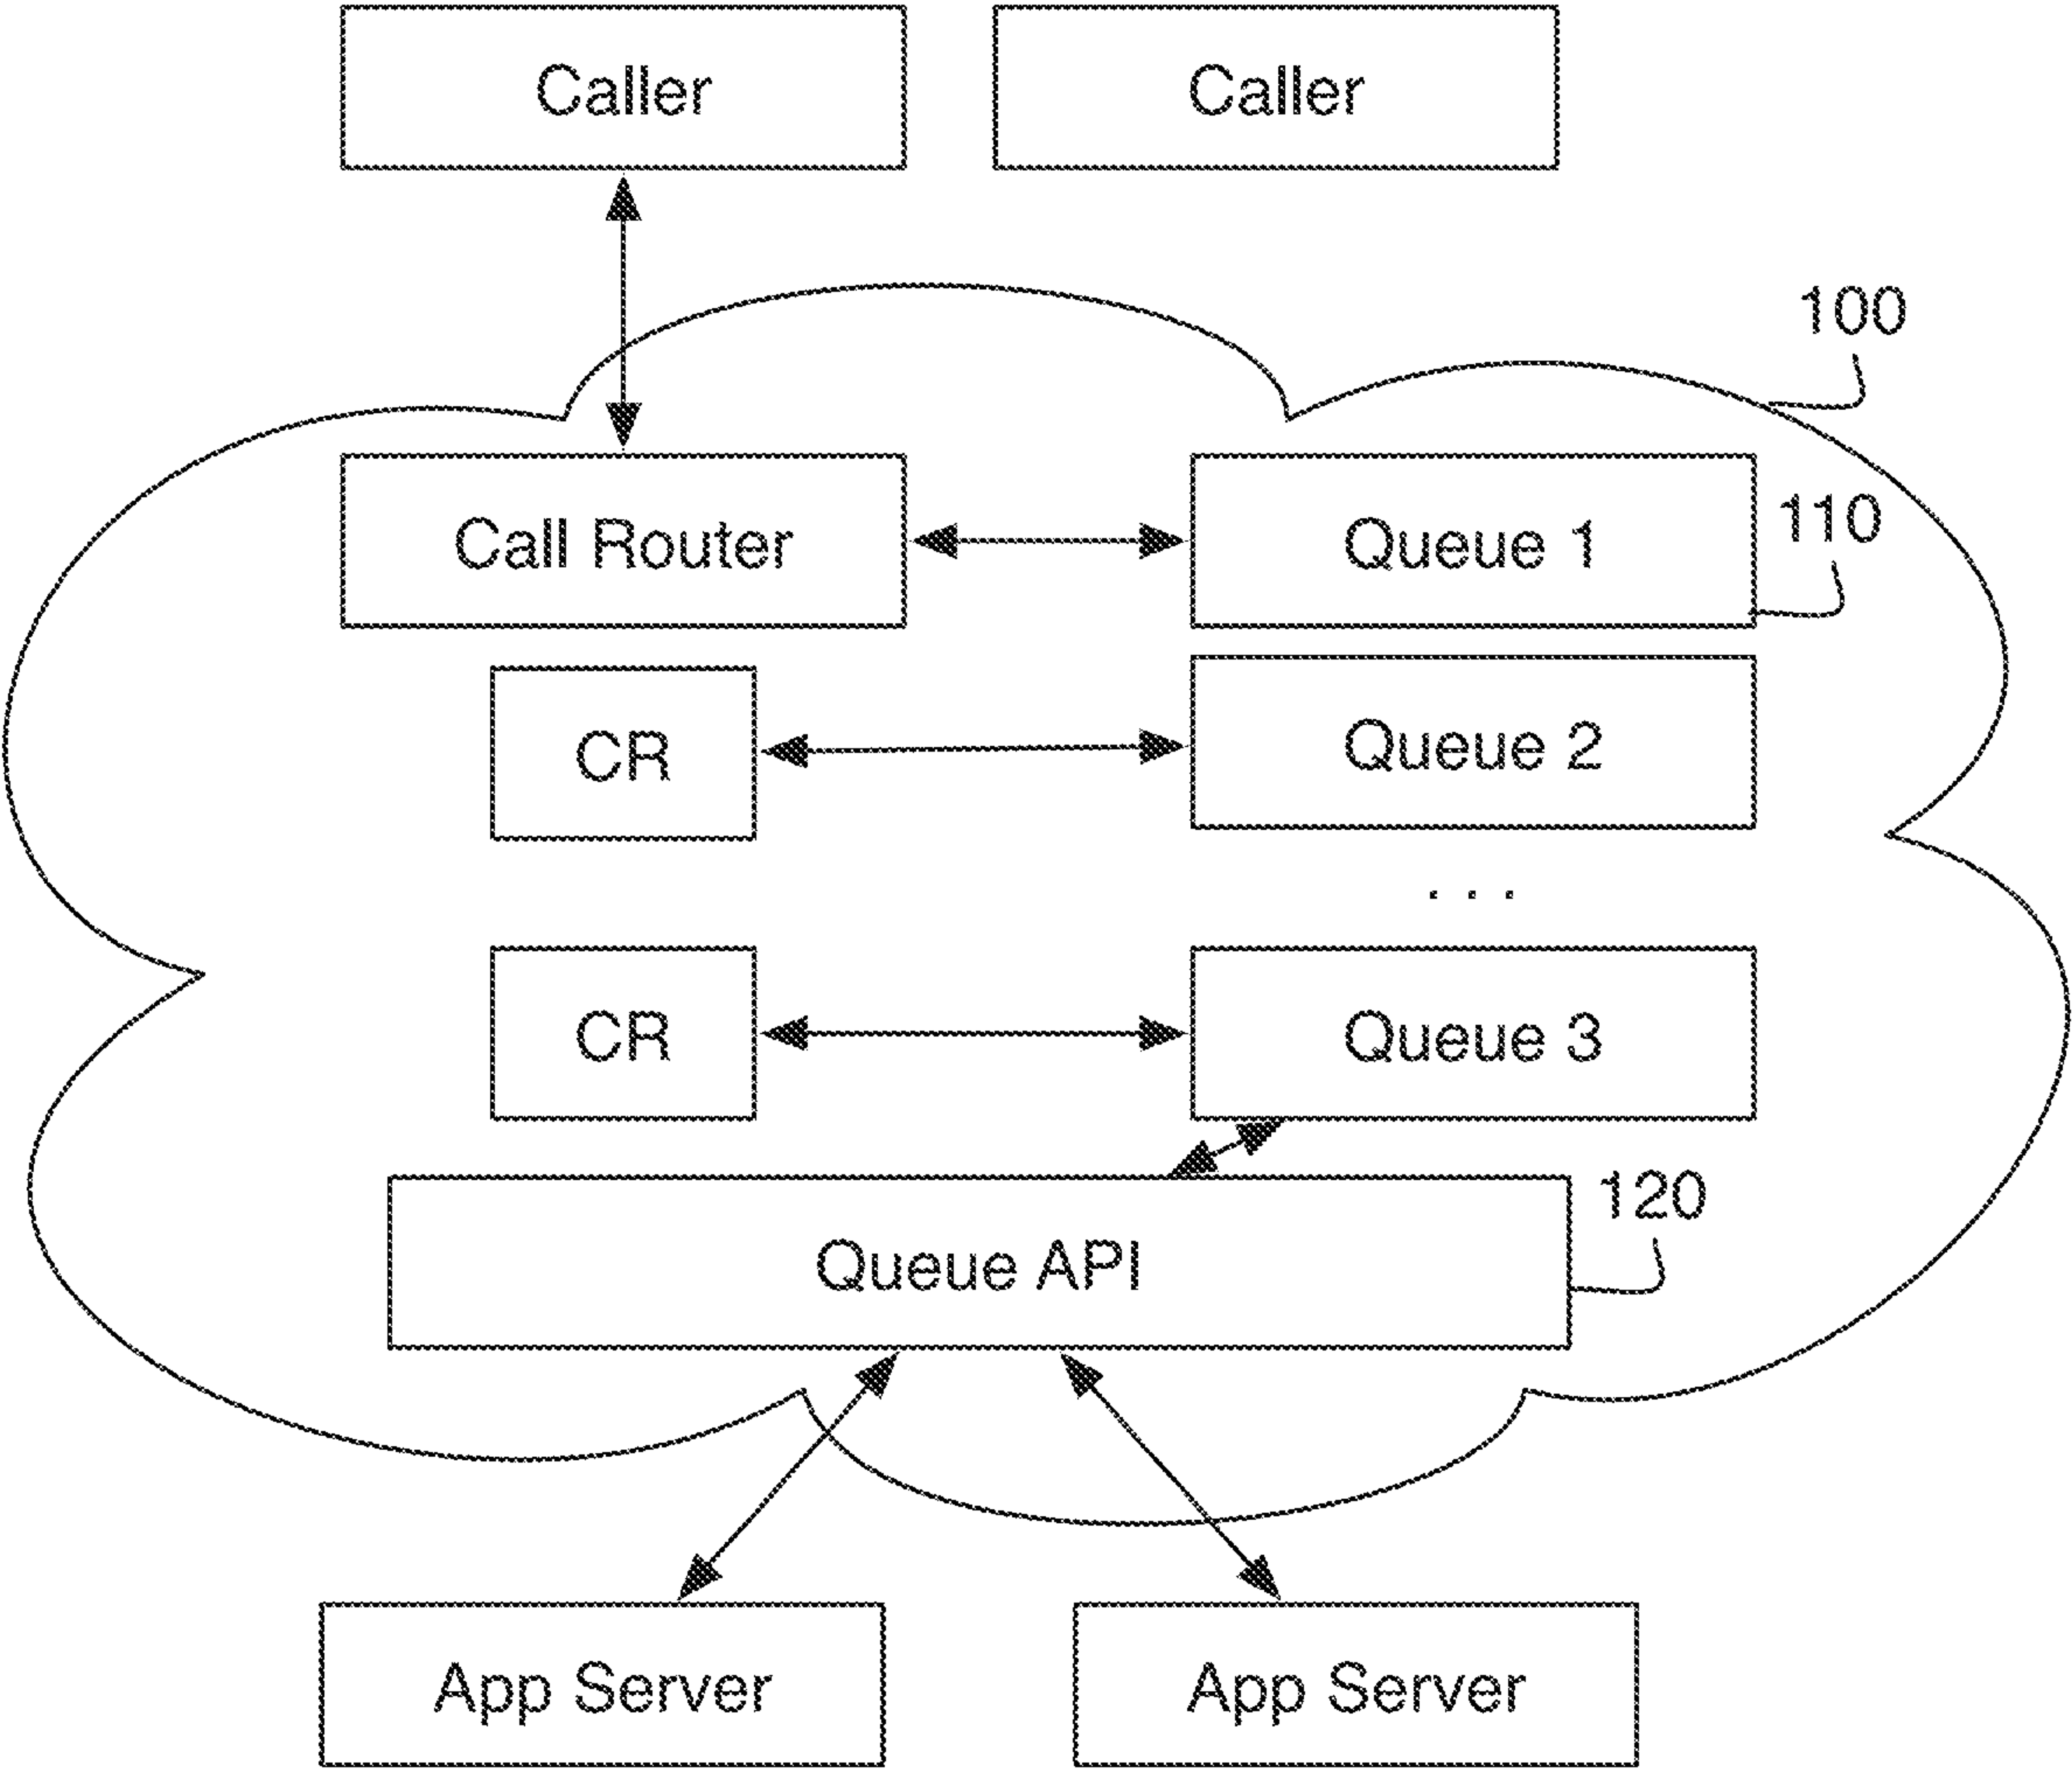 Caller
Caller
100
Call Router
Queue 1
110
CR
Queue 2
. . .
CR
Queue 3
120
Queue API
App Server
App Server